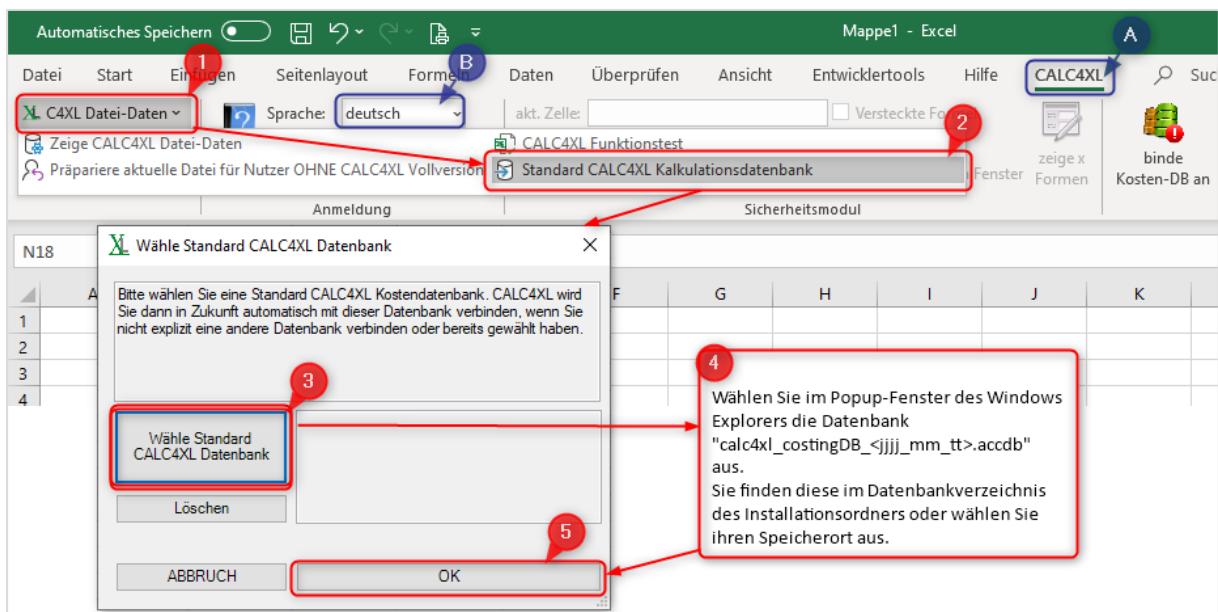 Automatisches Speichern
Mappe1 - Excel
A
1
B
Datei Start Einfügen Seitenlayout Formeln Daten Überprüfen Ansicht Entwicklertools Hilfe CALC4XL Suc
C4XL Datei-Daten
Sprache: deutsch
akt. Zelle:
Versteckte Fo
2
Zeige CALC4XL Datei-Daten
CALC4XL Funktionstest
Präpariere aktuelle Datei für Nutzer OHNE CALC4XL Vollversion
Standard CALC4XL Kalkulationsdatenbank
Fenster
zeige x
Formen
binde
Kosten-DB an
Anmeldung
Sicherheitsmodul
N18
Wähle Standard CALC4XL Datenbank
A F G H I J K
1
2
3
4
Bitte wählen Sie eine Standard CALC4XL Kostendatenbank. CALC4XL wird
Sie dann in Zukunft automatisch mit dieser Datenbank verbinden, wenn Sie
nicht explizit eine andere Datenbank verbinden oder bereits gewählt haben.
3
Wähle Standard
CALC4XL Datenbank
Löschen
5
ABBRUCH
OK
4
Wählen Sie im Popup-Fenster des Windows
Explorers die Datenbank
"calc4xl_costingDB_<jjjj_mm_tt>.accdb"
aus.
Sie finden diese im Datenbankverzeichnis
des Installationsordners oder wählen Sie
ihren Speicherort aus.